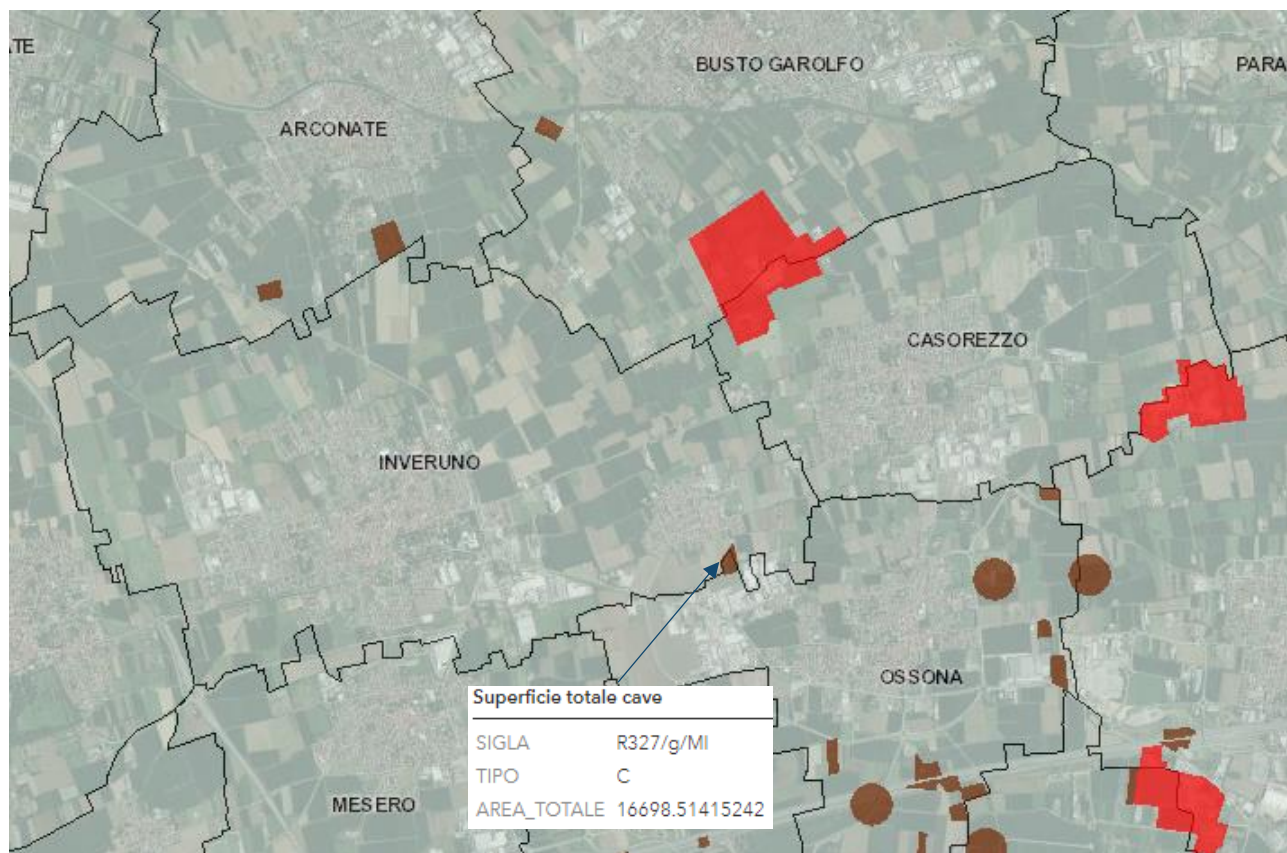 ATE
BUSTO GAROLFO
PARA
ARCONATE
CASOREZZO
INVERUNO
OSSONA
Superficie totale cave
SIGLA R327/g/MI
TIPO C
AREA_TOTALE 16698.51415242
MESERO